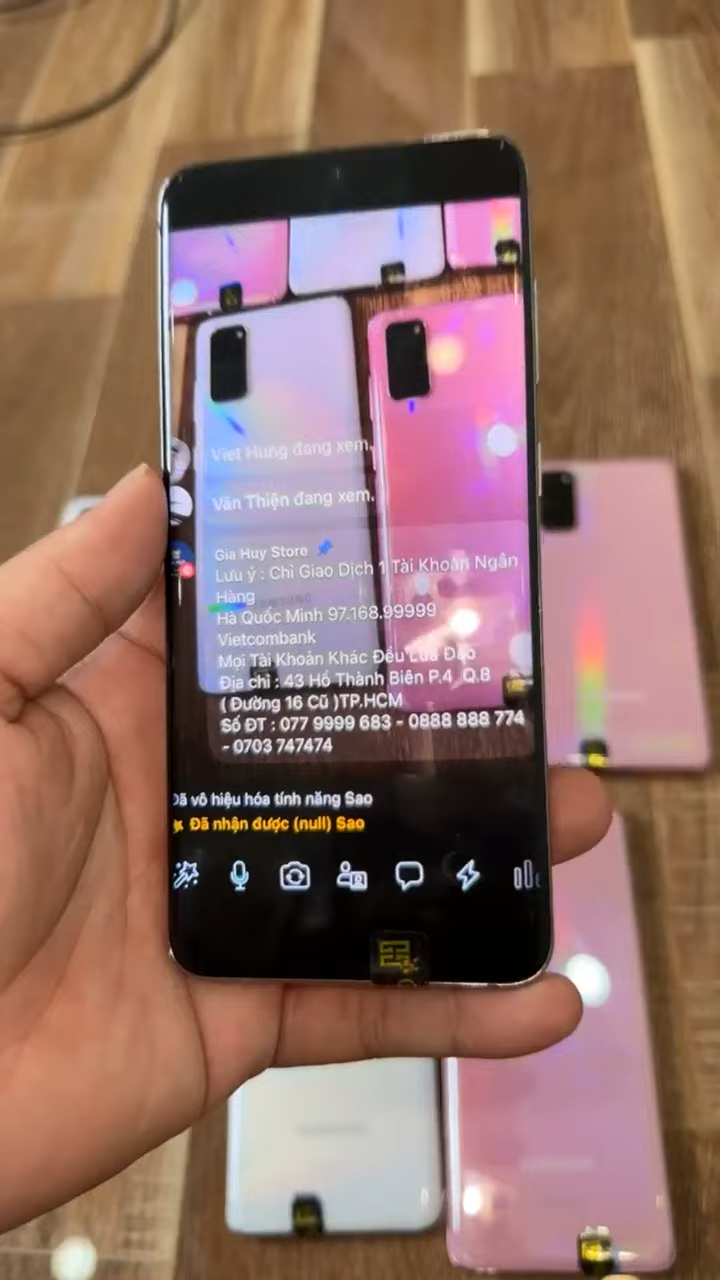 Viet Hung đang xem.
Văn Thiện đang xem.
Gia Huy Store
Lưu ý : Chỉ Giao Dịch 1 Tài Khoản Ngân
Hàng
Hà Quốc Minh 97.168.99999
Vietcombank
Mọi Tài Khoản Khác Đều Lừa Đảo
Địa chỉ : 43 Hồ Thành Biên P.4 Q.8
( Đường 16 Cũ )TP.HCM
Số ĐT : 077 9999 683 - 0888 888 774
- 0703 747474
Đã vô hiệu hóa tính năng Sao
Đã nhận được (null) Sao